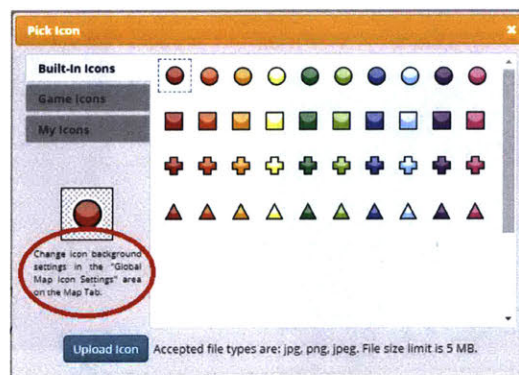 Pick Icon
Built-In Icons
Game Icons
My Icons
Change icon background
settings in the "Global
Map Icon Settings" area
on the Map Tab.
Upload Icon Accepted file types are: jpg, png, jpeg. File size limit is 5 MB.